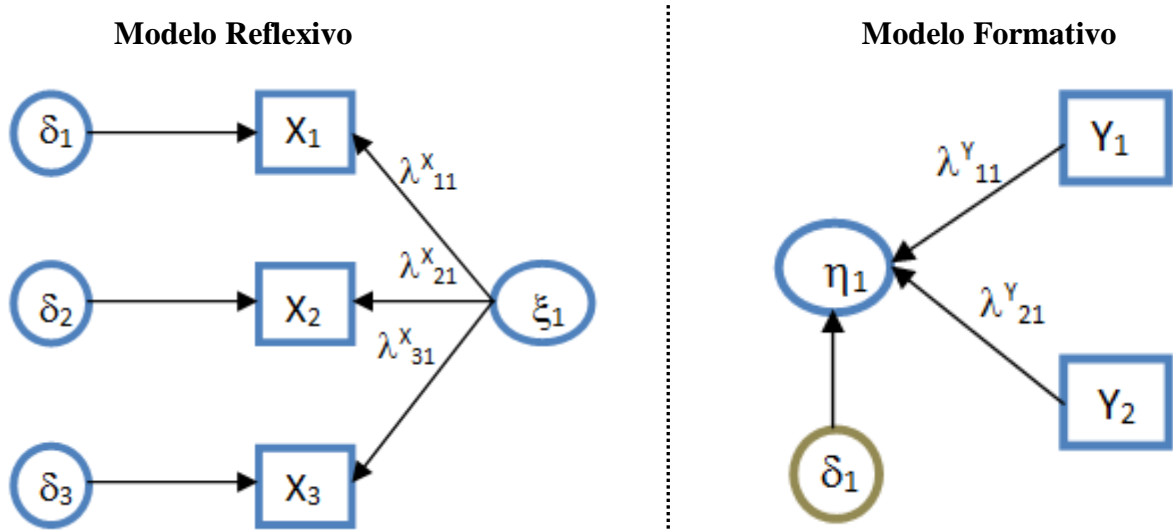 Modelo Reflexivo
δ₁
X₁
λˣ₁₁
δ₂
X₂
λˣ₂₁
ξ₁
λˣ₃₁
δ₃
X₃
Modelo Formativo
Y₁
λʸ₁₁
η₁
λʸ₂₁
Y₂
δ₁